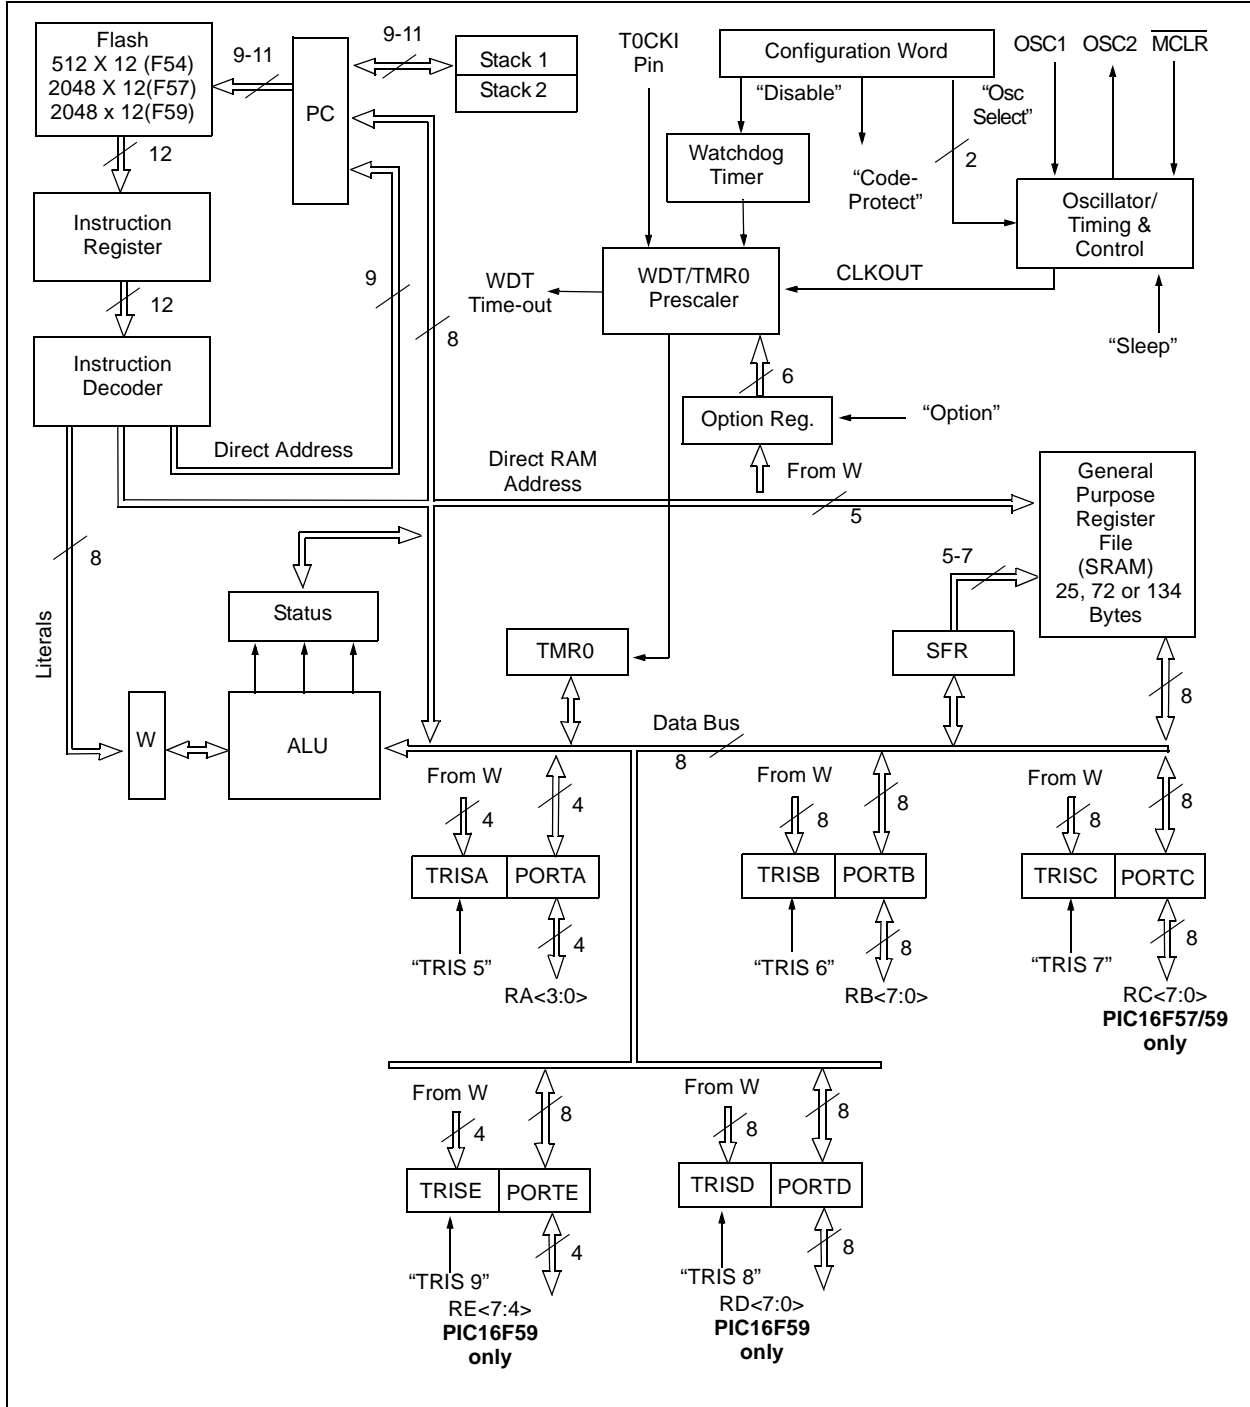 Flash
512 X 12 (F54)
2048 X 12(F57)
2048 x 12(F59)
9-11
PC
9-11
Stack 1
Stack 2
T0CKI
Pin
Configuration Word
"Disable"
"Osc
Select"
OSC1
OSC2
MCLR
12
Watchdog
Timer
2
"Code-
Protect"
Oscillator/
Timing &
Control
Instruction
Register
9
8
WDT
Time-out
WDT/TMR0
Prescaler
CLKOUT
12
"Sleep"
Instruction
Decoder
6
Option Reg.
"Option"
Direct Address
Direct RAM
Address
From W
5
General
Purpose
Register
File
(SRAM)
25, 72 or 134
Bytes
8
Literals
5-7
Status
TMR0
SFR
8
W
ALU
Data Bus
8
From W
4
4
From W
8
8
From W
8
8
TRISA
PORTA
TRISB
PORTB
TRISC
PORTC
4
8
8
"TRIS 5"
"TRIS 6"
"TRIS 7"
RA<3:0>
RB<7:0>
RC<7:0>
PIC16F57/59
only
From W
4
8
From W
8
8
TRISE
PORTE
TRISD
PORTD
4
8
"TRIS 9"
"TRIS 8"
RE<7:4>
PIC16F59
only
RD<7:0>
PIC16F59
only